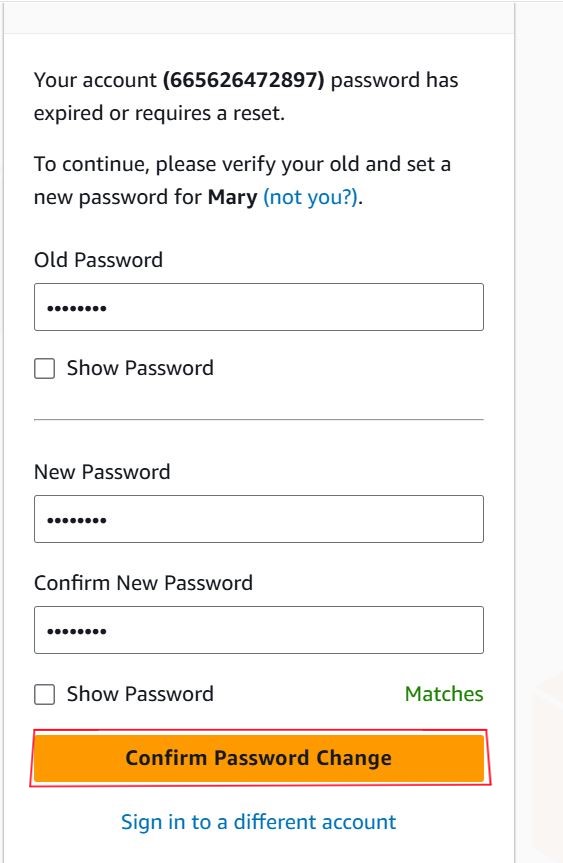 Your account (665626472897) password has
expired or requires a reset.
To continue, please verify your old and set a
new password for Mary (not you?).
Old Password
••••••••
Show Password
New Password
••••••••
Confirm New Password
••••••••
Show Password Matches
Confirm Password Change
Sign in to a different account